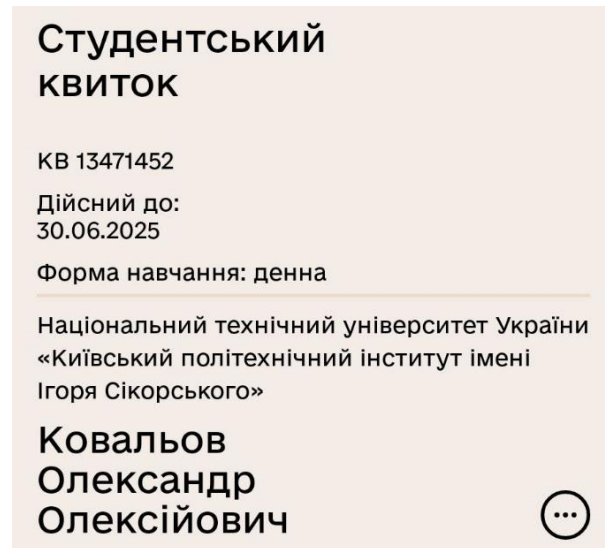 Студентський
квиток
КВ 13471452
Дійсний до:
30.06.2025
Форма навчання: денна
Національний технічний університет України
«Київський політехнічний інститут імені
Ігоря Сікорського»
Ковальов
Олександр
Олексійович